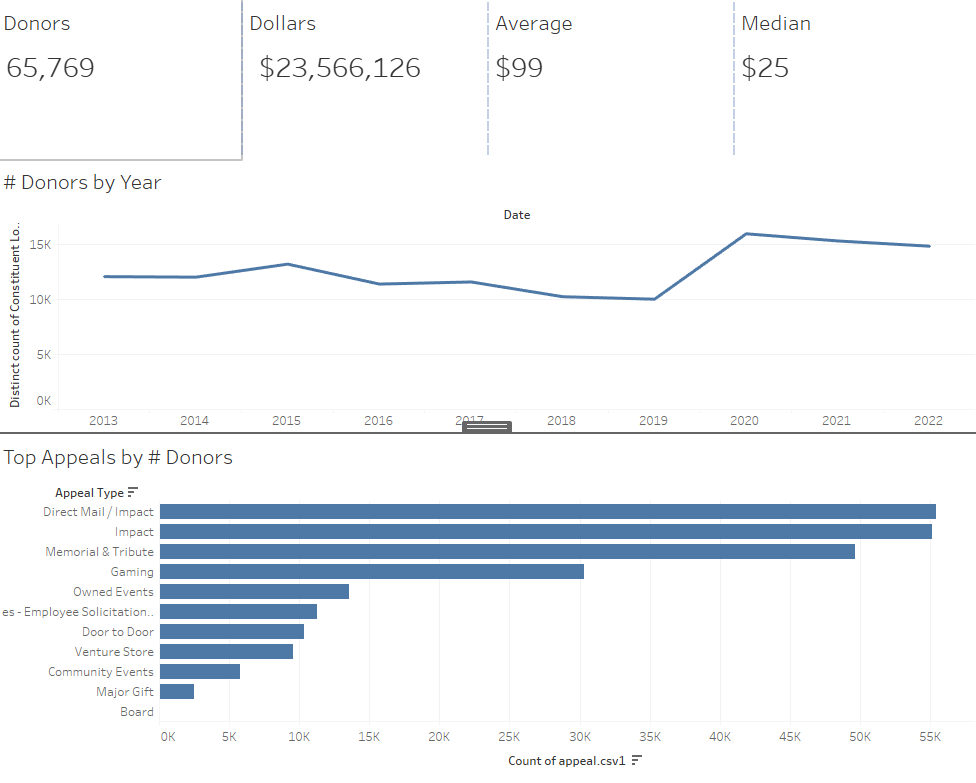 Donors
65,769
Dollars
$23,566,126
Average
$99
Median
$25
# Donors by Year
Date
Distinct count of Constituent Lo..
15K
10K
5K
0K
2013 2014 2015 2016 2017 2018 2019 2020 2021 2022
Top Appeals by # Donors
Appeal Type
Direct Mail / Impact
Impact
Memorial & Tribute
Gaming
Owned Events
es - Employee Solicitation..
Door to Door
Venture Store
Community Events
Major Gift
Board
0K 5K 10K 15K 20K 25K 30K 35K 40K 45K 50K 55K
Count of appeal.csv1